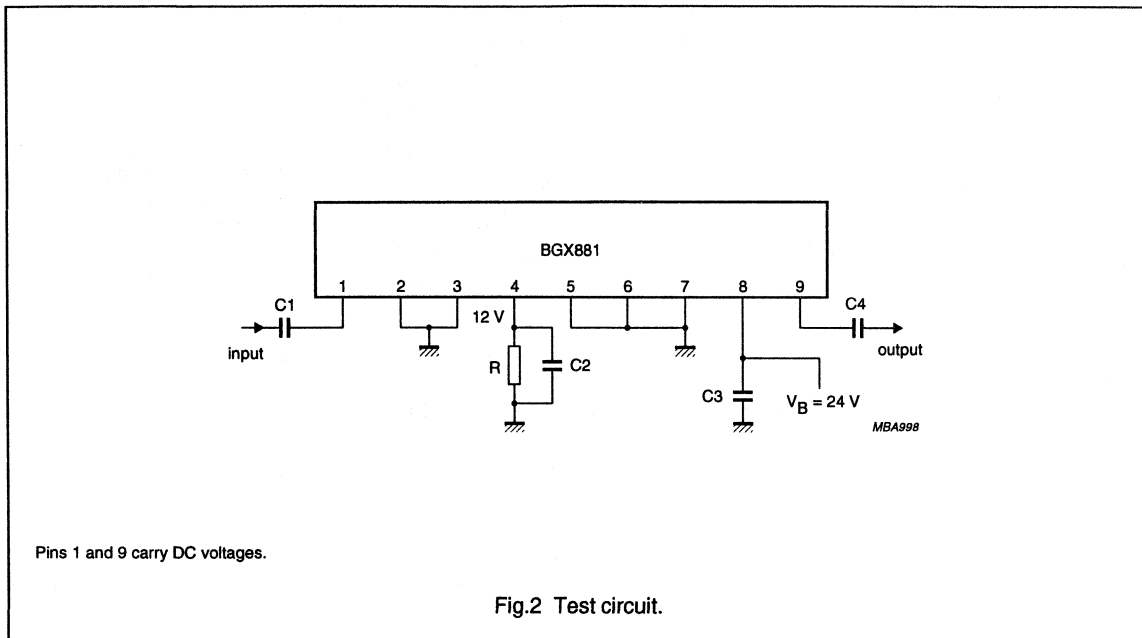 BGX881
1 2 3 4 5 6 7 8 9
C1
C4
12 V
input
output
R
C2
C3
V_B = 24 V
MBA998
Pins 1 and 9 carry DC voltages.
Fig.2 Test circuit.